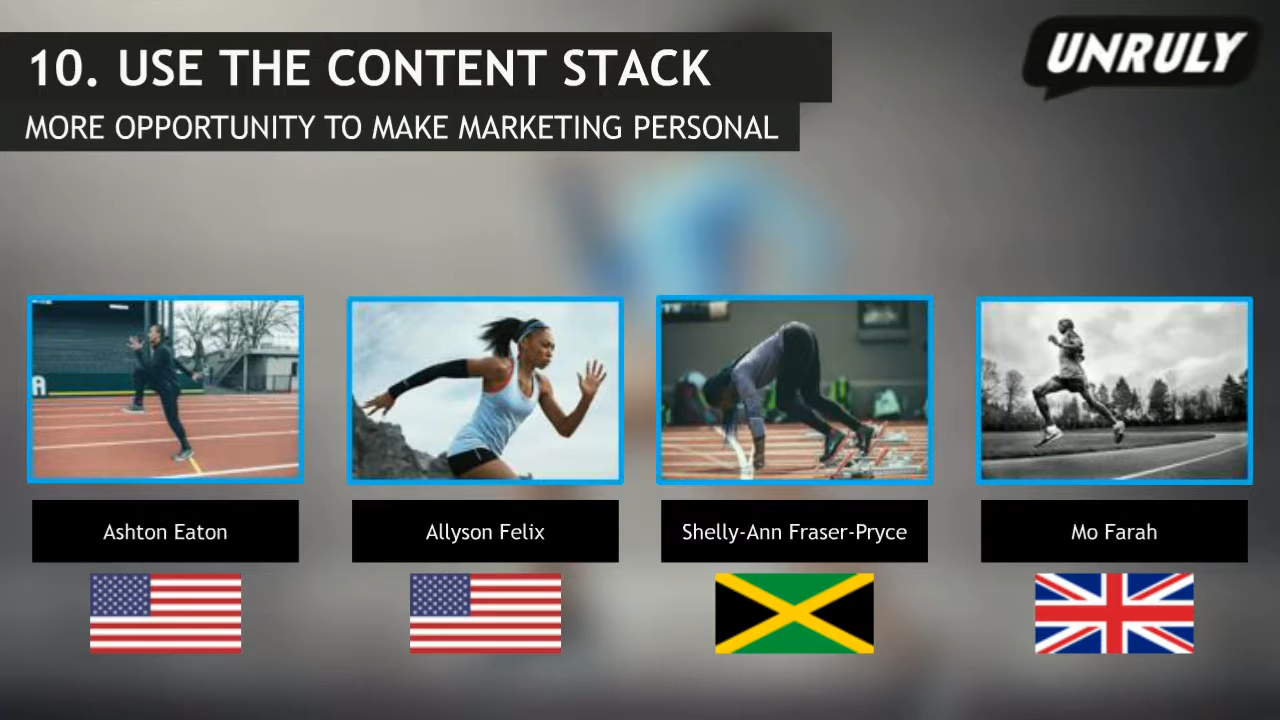 10. USE THE CONTENT STACK
UNRULY
MORE OPPORTUNITY TO MAKE MARKETING PERSONAL
Ashton Eaton
Allyson Felix
Shelly-Ann Fraser-Pryce
Mo Farah